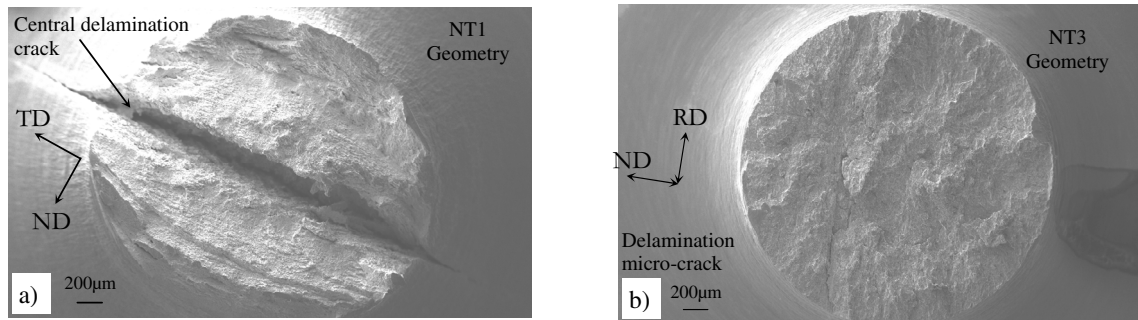 Central delamination
crack
NT1
Geometry
TD
ND
a)
200μm
NT3
Geometry
RD
ND
Delamination
micro-crack
b)
200μm